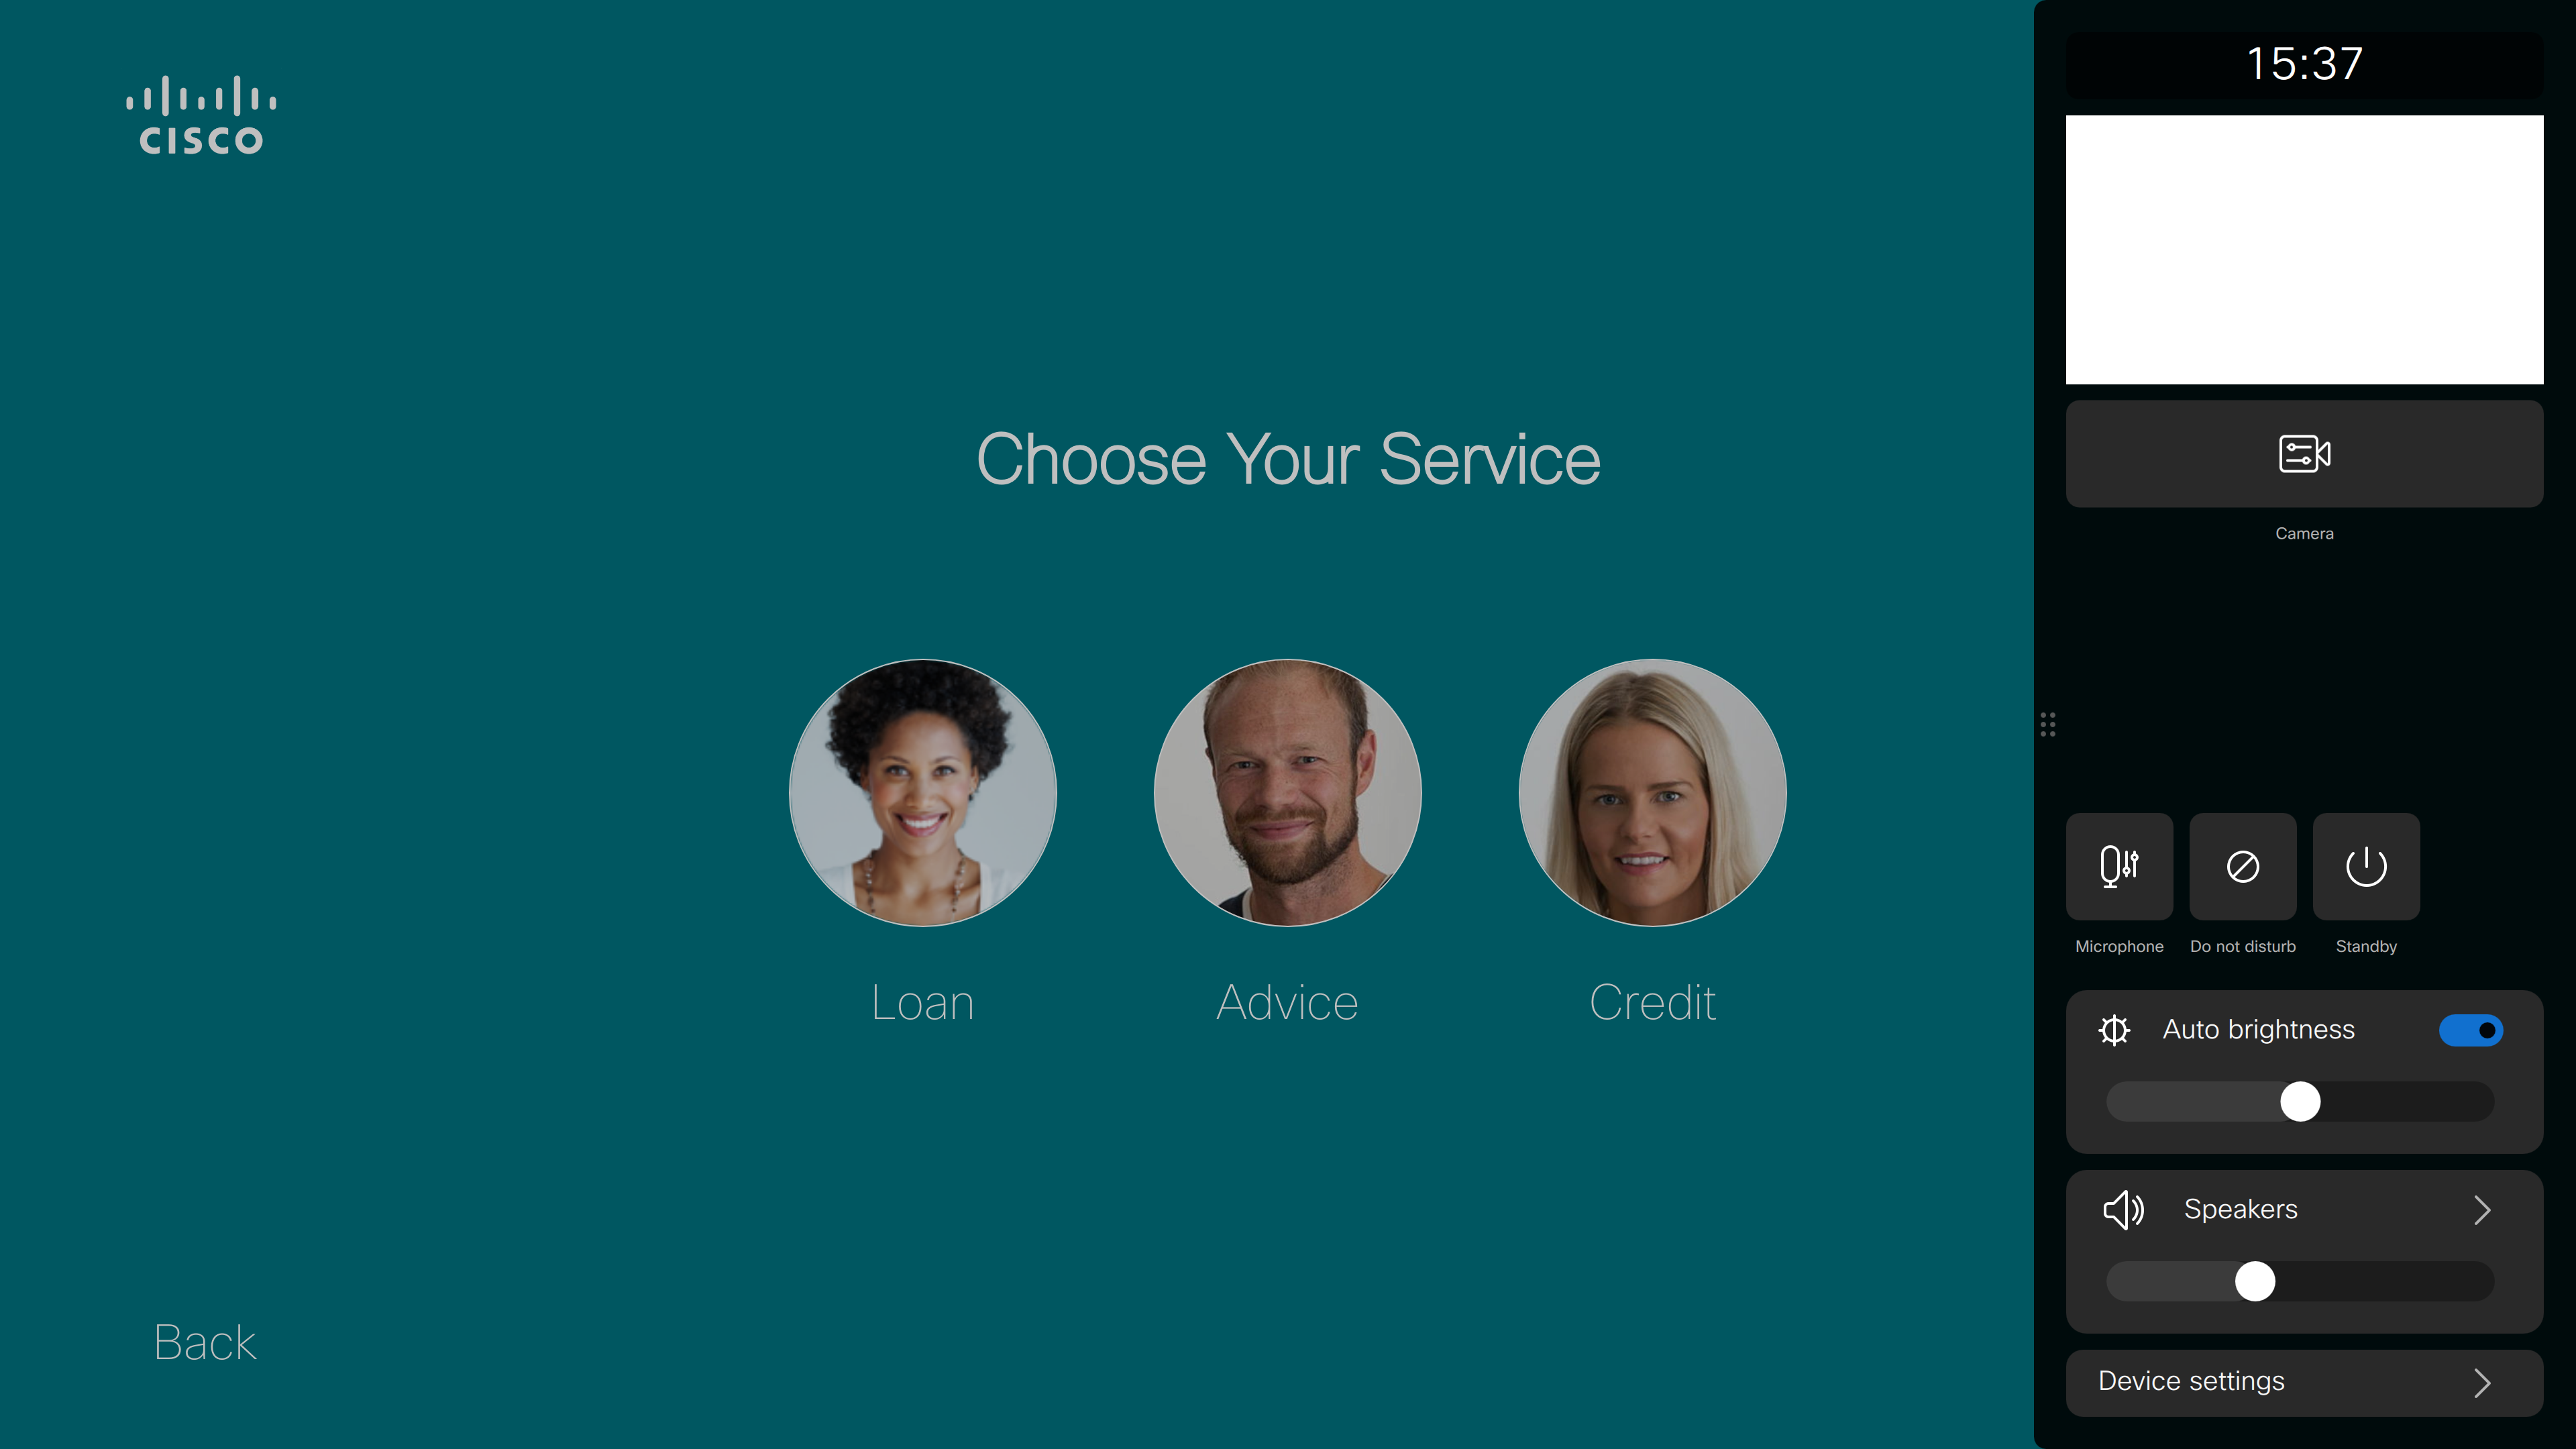 CISCO
Choose Your Service
Loan
Advice
Credit
Back
15:37
Camera
Microphone
Do not disturb
Standby
Auto brightness
Speakers
Device settings